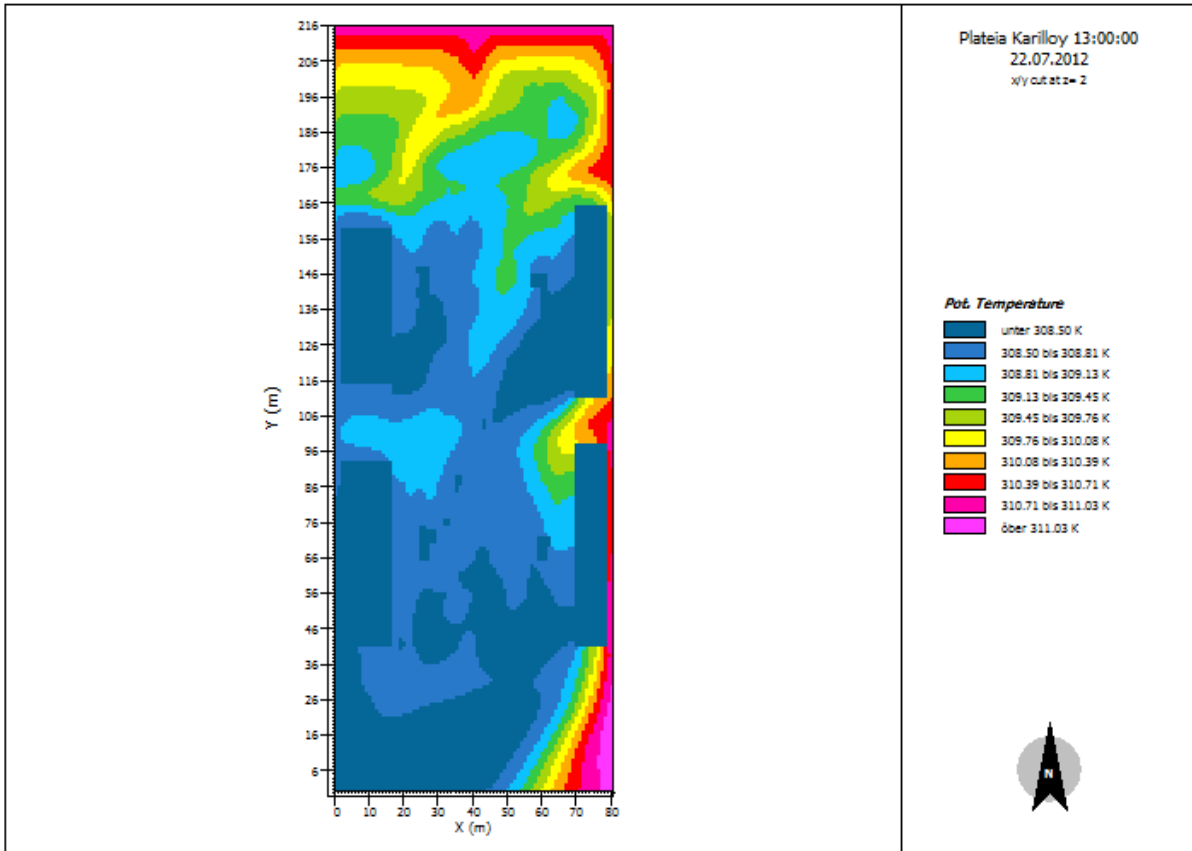 Plateia Karilloy 13:00:00
22.07.2012
x/y cut at z= 2
216
206
196
186
176
166
156
146
136
126
116
106
96
86
76
66
56
46
36
26
16
6
Y (m)
0 10 20 30 40 50 60 70 80
X (m)
Pot. Temperature
unter 308.50 K
308.50 bis 308.81 K
308.81 bis 309.13 K
309.13 bis 309.45 K
309.45 bis 309.76 K
309.76 bis 310.08 K
310.08 bis 310.39 K
310.39 bis 310.71 K
310.71 bis 311.03 K
öber 311.03 K
N